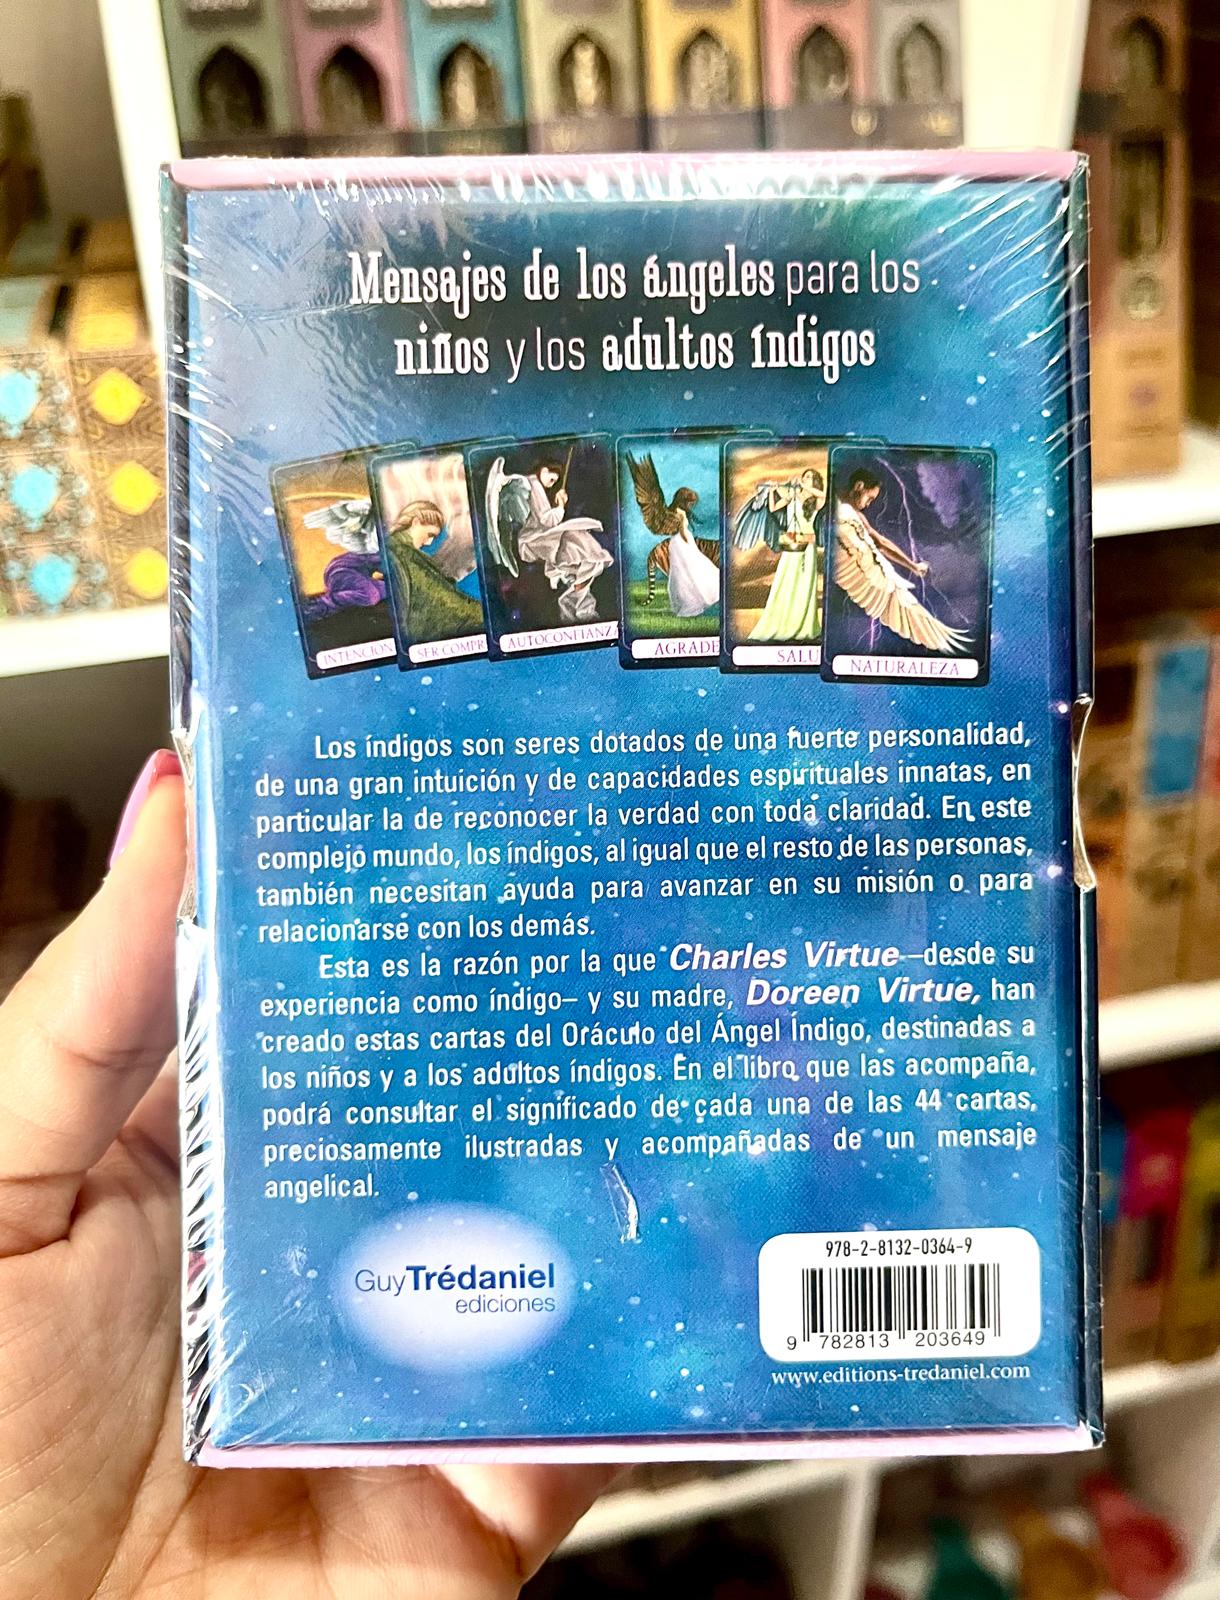 Mensajes de los ángeles para los
niños y los adultos índigos
INTENCION
SER COMPR
AUTOCONFIANZA
AGRADE
SALU
NATURALEZA
Los índigos son seres dotados de una fuerte personalidad,
de una gran intuición y de capacidades espirituales innatas, en
particular la de reconocer la verdad con toda claridad. En este
complejo mundo, los índigos, al igual que el resto de las personas,
también necesitan ayuda para avanzar en su misión o para
relacionarse con los demás.
Esta es la razón por la que Charles Virtue –desde su
experiencia como índigo– y su madre, Doreen Virtue, han
creado estas cartas del Oráculo del Ángel Índigo, destinadas a
los niños y a los adultos índigos. En el libro que las acompaña,
podrá consultar el significado de cada una de las 44 cartas,
preciosamente ilustradas y acompañadas de un mensaje
angelical.
GuyTrédaniel
ediciones
978-2-8132-0364-9
9 782813 203649
www.editions-tredaniel.com